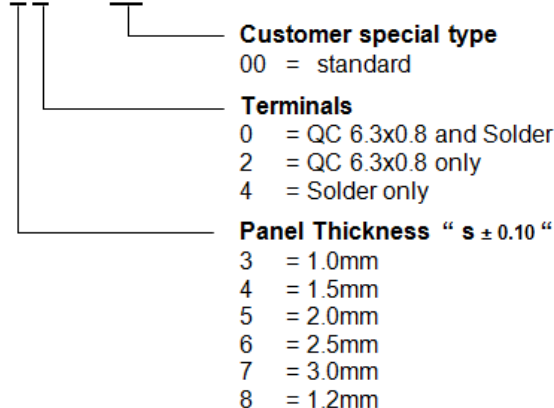 Customer special type
00 = standard
Terminals
0 = QC 6.3x0.8 and Solder
2 = QC 6.3x0.8 only
4 = Solder only
Panel Thickness “ s ± 0.10 “
3 = 1.0mm
4 = 1.5mm
5 = 2.0mm
6 = 2.5mm
7 = 3.0mm
8 = 1.2mm